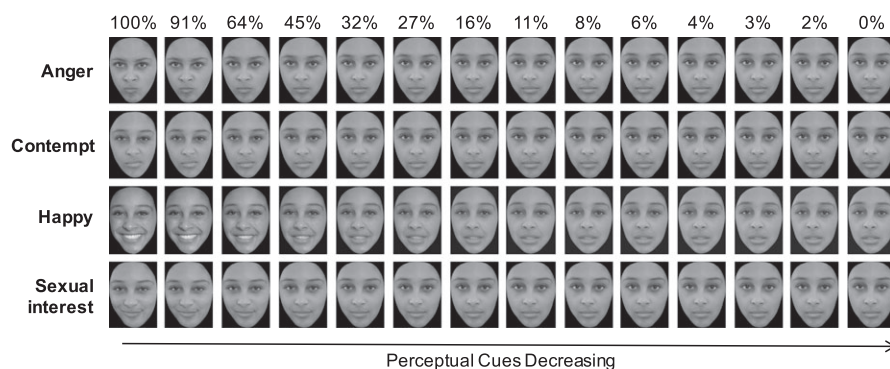 100% 91% 64% 45% 32% 27% 16% 11% 8% 6% 4% 3% 2% 0%
Anger
Contempt
Happy
Sexual
interest
Perceptual Cues Decreasing